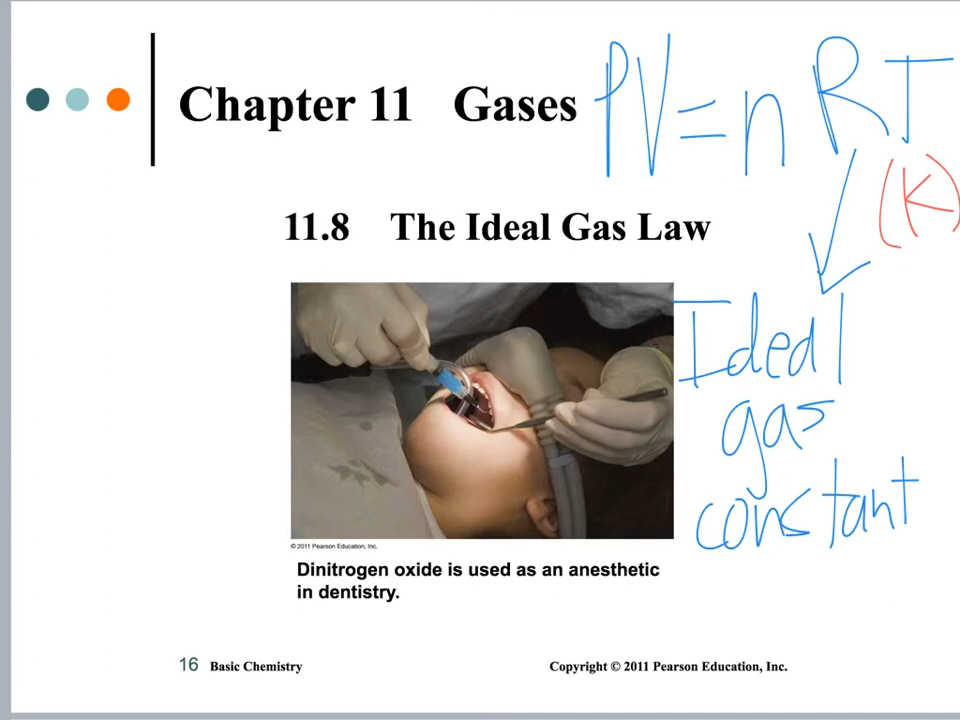 Chapter 11 Gases
PV = nRT
(K)
11.8 The Ideal Gas Law
Ideal
gas
constant
© 2011 Pearson Education, Inc.
Dinitrogen oxide is used as an anesthetic
in dentistry.
16 Basic Chemistry
Copyright © 2011 Pearson Education, Inc.